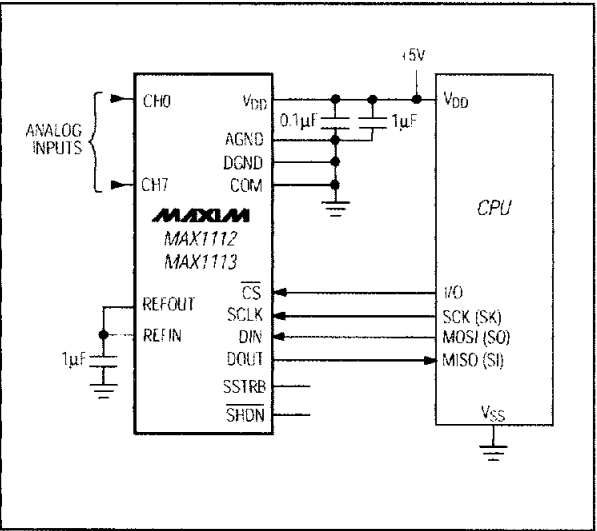 +5V
CH0
VDD
VDD
0.1µF
1µF
ANALOG
INPUTS
AGND
DGND
CH7
COM
MAXIM
MAX1112
MAX1113
CPU
CS
I/O
REFOUT
SCLK
SCK (SK)
REFIN
DIN
MOSI (SO)
1µF
DOUT
MISO (SI)
SSTRB
SHDN
VSS